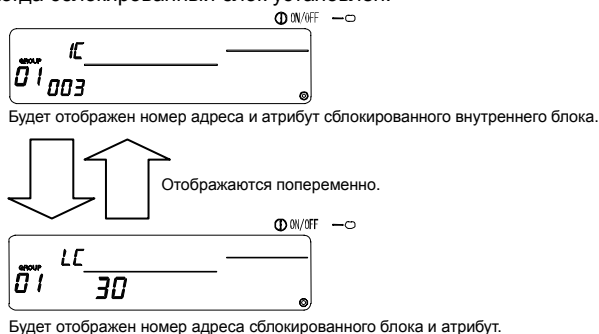 когда сблокированный блок установлен.
ON/OFF
IC
GROUP
01 003
Будет отображен номер адреса и атрибут сблокированного внутреннего блока.
Отображаются попеременно.
ON/OFF
LC
GROUP
01 30
Будет отображен номер адреса сблокированного блока и атрибут.